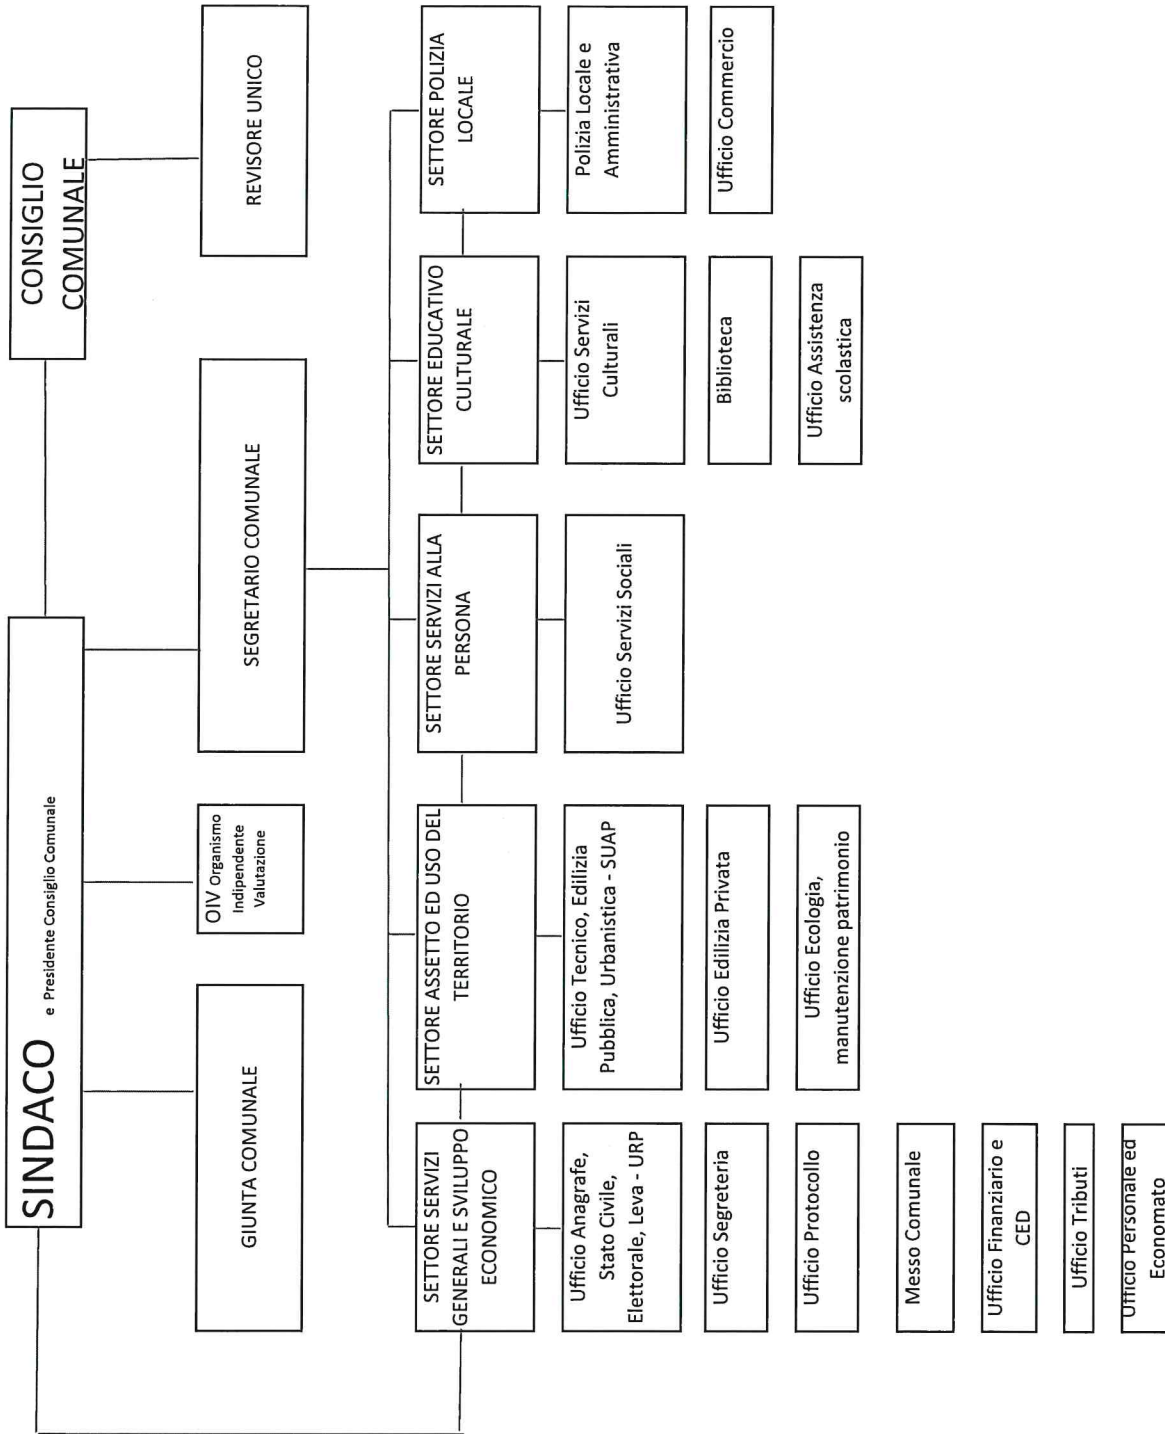 SINDACO e Presidente Consiglio Comunale
CONSIGLIO
COMUNALE
GIUNTA COMUNALE
OIV Organismo
Indipendente
Valutazione
SEGRETARIO COMUNALE
REVISORE UNICO
SETTORE SERVIZI
GENERALI E SVILUPPO
ECONOMICO
SETTORE ASSETTO ED USO DEL
TERRITORIO
SETTORE SERVIZI ALLA
PERSONA
SETTORE EDUCATIVO
CULTURALE
SETTORE POLIZIA
LOCALE
Ufficio Anagrafe,
Stato Civile,
Elettorale, Leva - URP
Ufficio Segreteria
Ufficio Protocollo
Messo Comunale
Ufficio Finanziario e
CED
Ufficio Tributi
Ufficio Personale ed
Economato
Ufficio Tecnico, Edilizia
Pubblica, Urbanistica - SUAP
Ufficio Edilizia Privata
Ufficio Ecologia,
manutenzione patrimonio
Ufficio Servizi Sociali
Ufficio Servizi
Culturali
Biblioteca
Ufficio Assistenza
scolastica
Polizia Locale e
Amministrativa
Ufficio Commercio